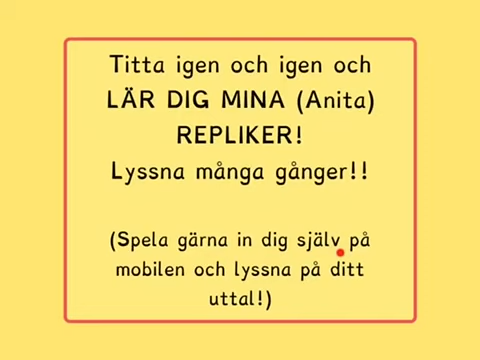 Titta igen och igen och
LÄR DIG MINA (Anita)
REPLIKER!
Lyssna många gånger!!
(Spela gärna in dig själv på
mobilen och lyssna på ditt
uttal!)